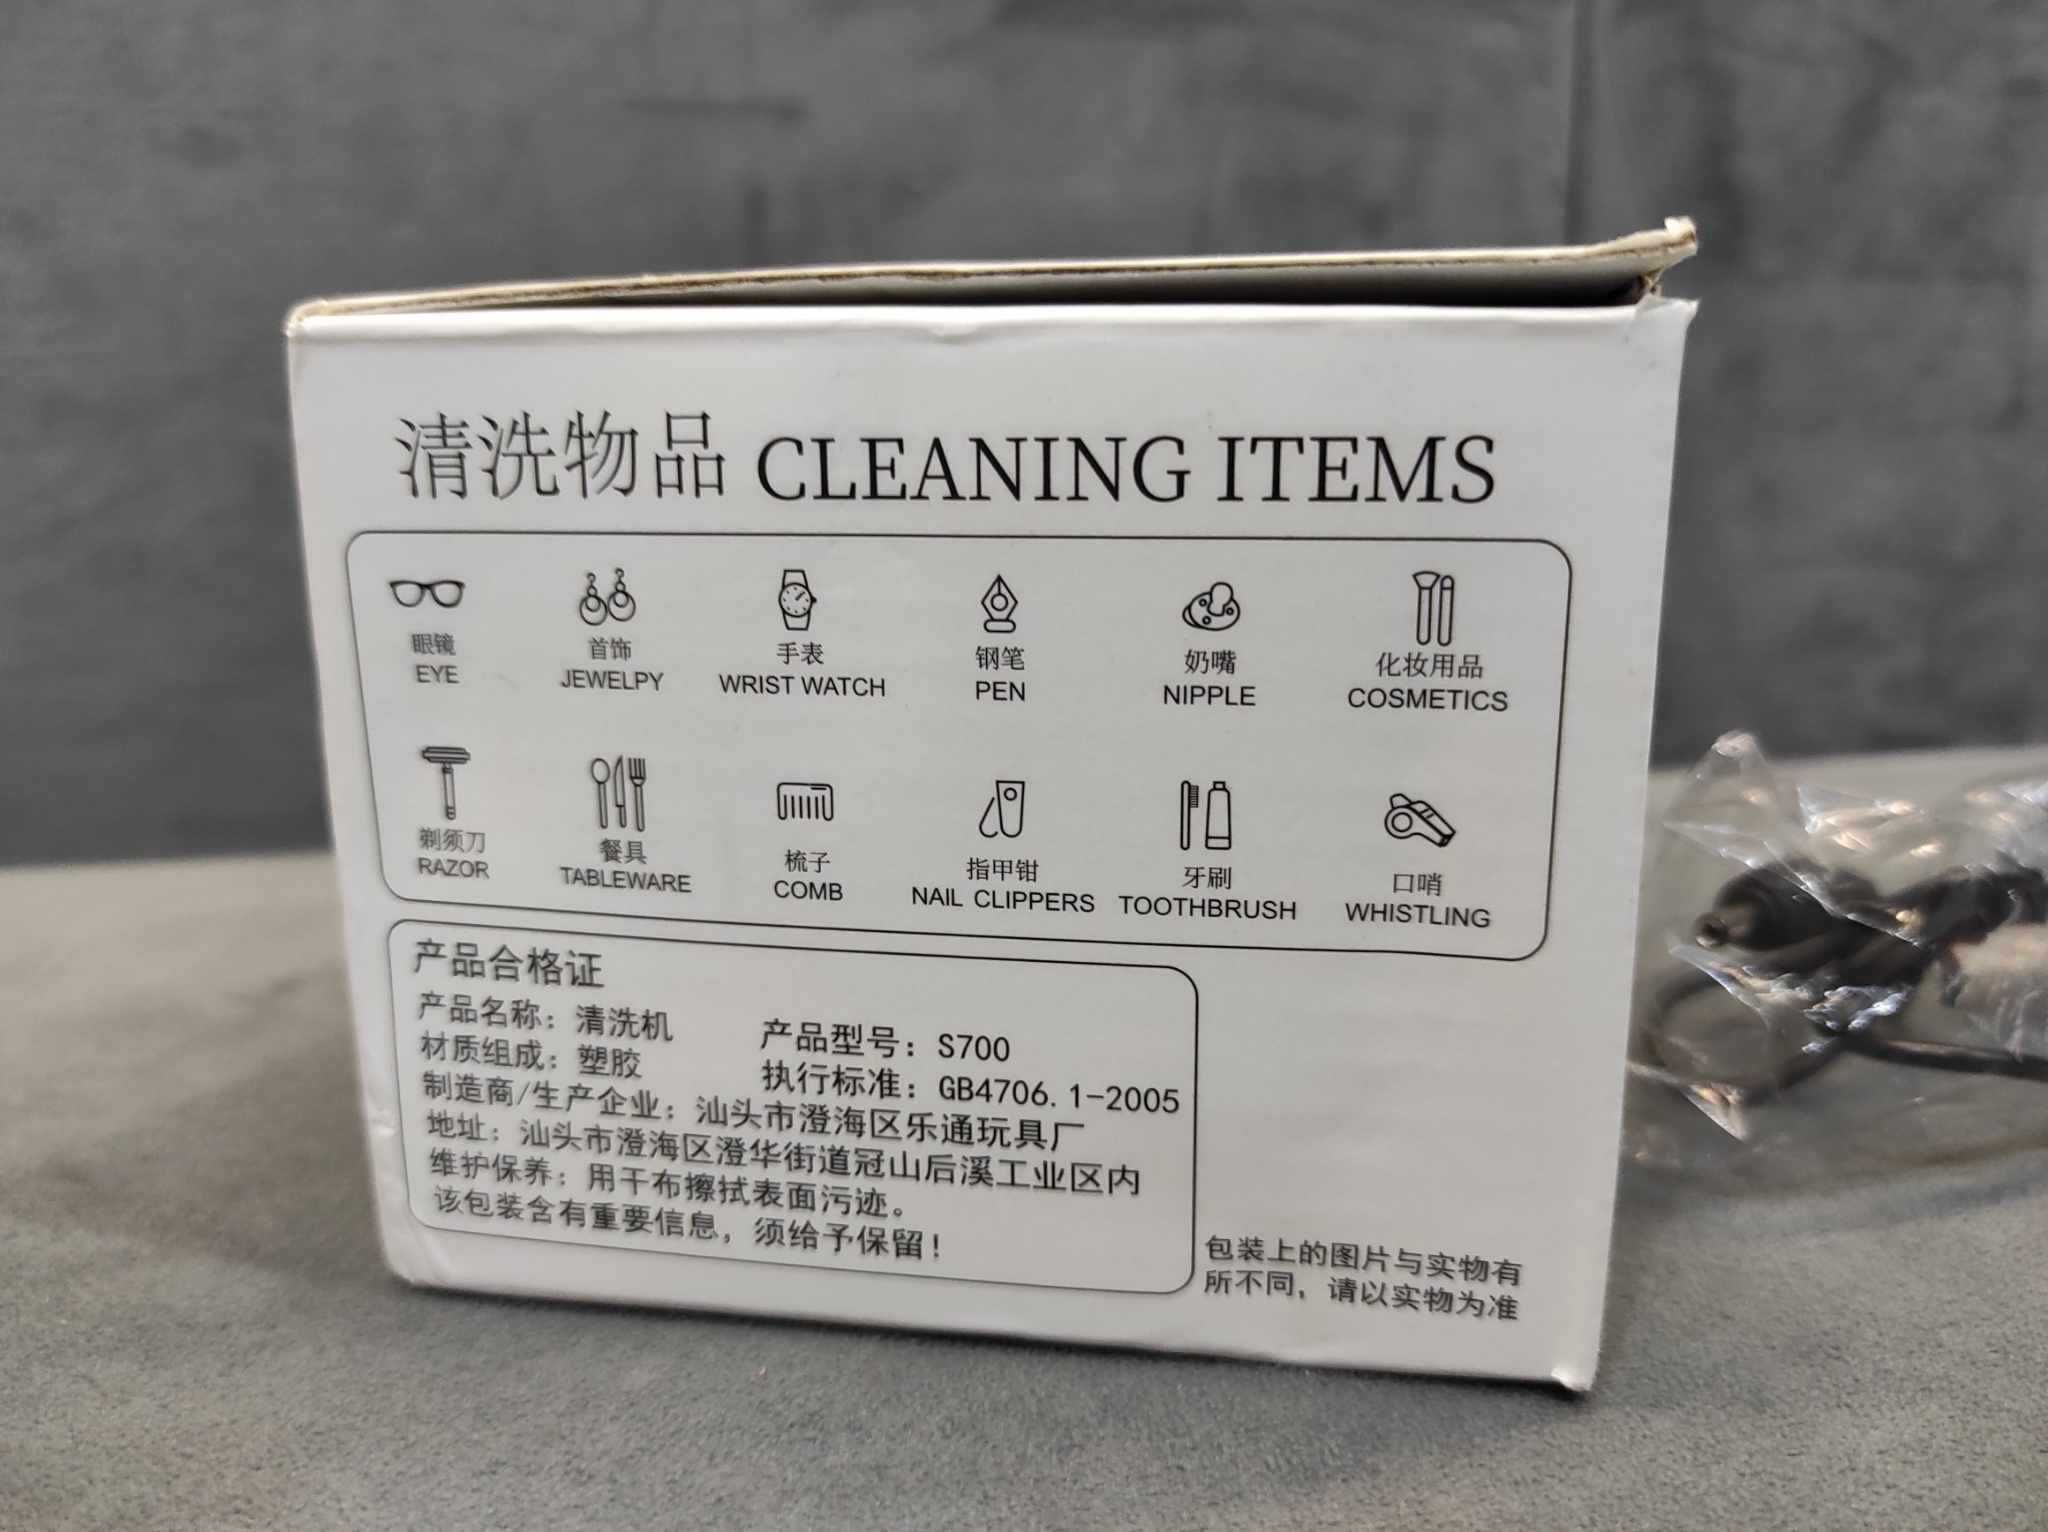 清洗物品 CLEANING ITEMS
眼镜 首饰 手表 钢笔 奶嘴 化妆用品
EYE JEWELPY WRIST WATCH PEN NIPPLE COSMETICS
剃须刀 餐具 梳子 指甲钳 牙刷 口哨
RAZOR TABLEWARE COMB NAIL CLIPPERS TOOTHBRUSH WHISTLING
产品合格证
产品名称：清洗机 产品型号：S700
材质组成：塑胶 执行标准：GB4706.1-2005
制造商/生产企业：汕头市澄海区乐通玩具厂
地址：汕头市澄海区澄华街道冠山后溪工业区内
维护保养：用干布擦拭表面污迹。
该包装含有重要信息，须给予保留！
包装上的图片与实物有
所不同，请以实物为准